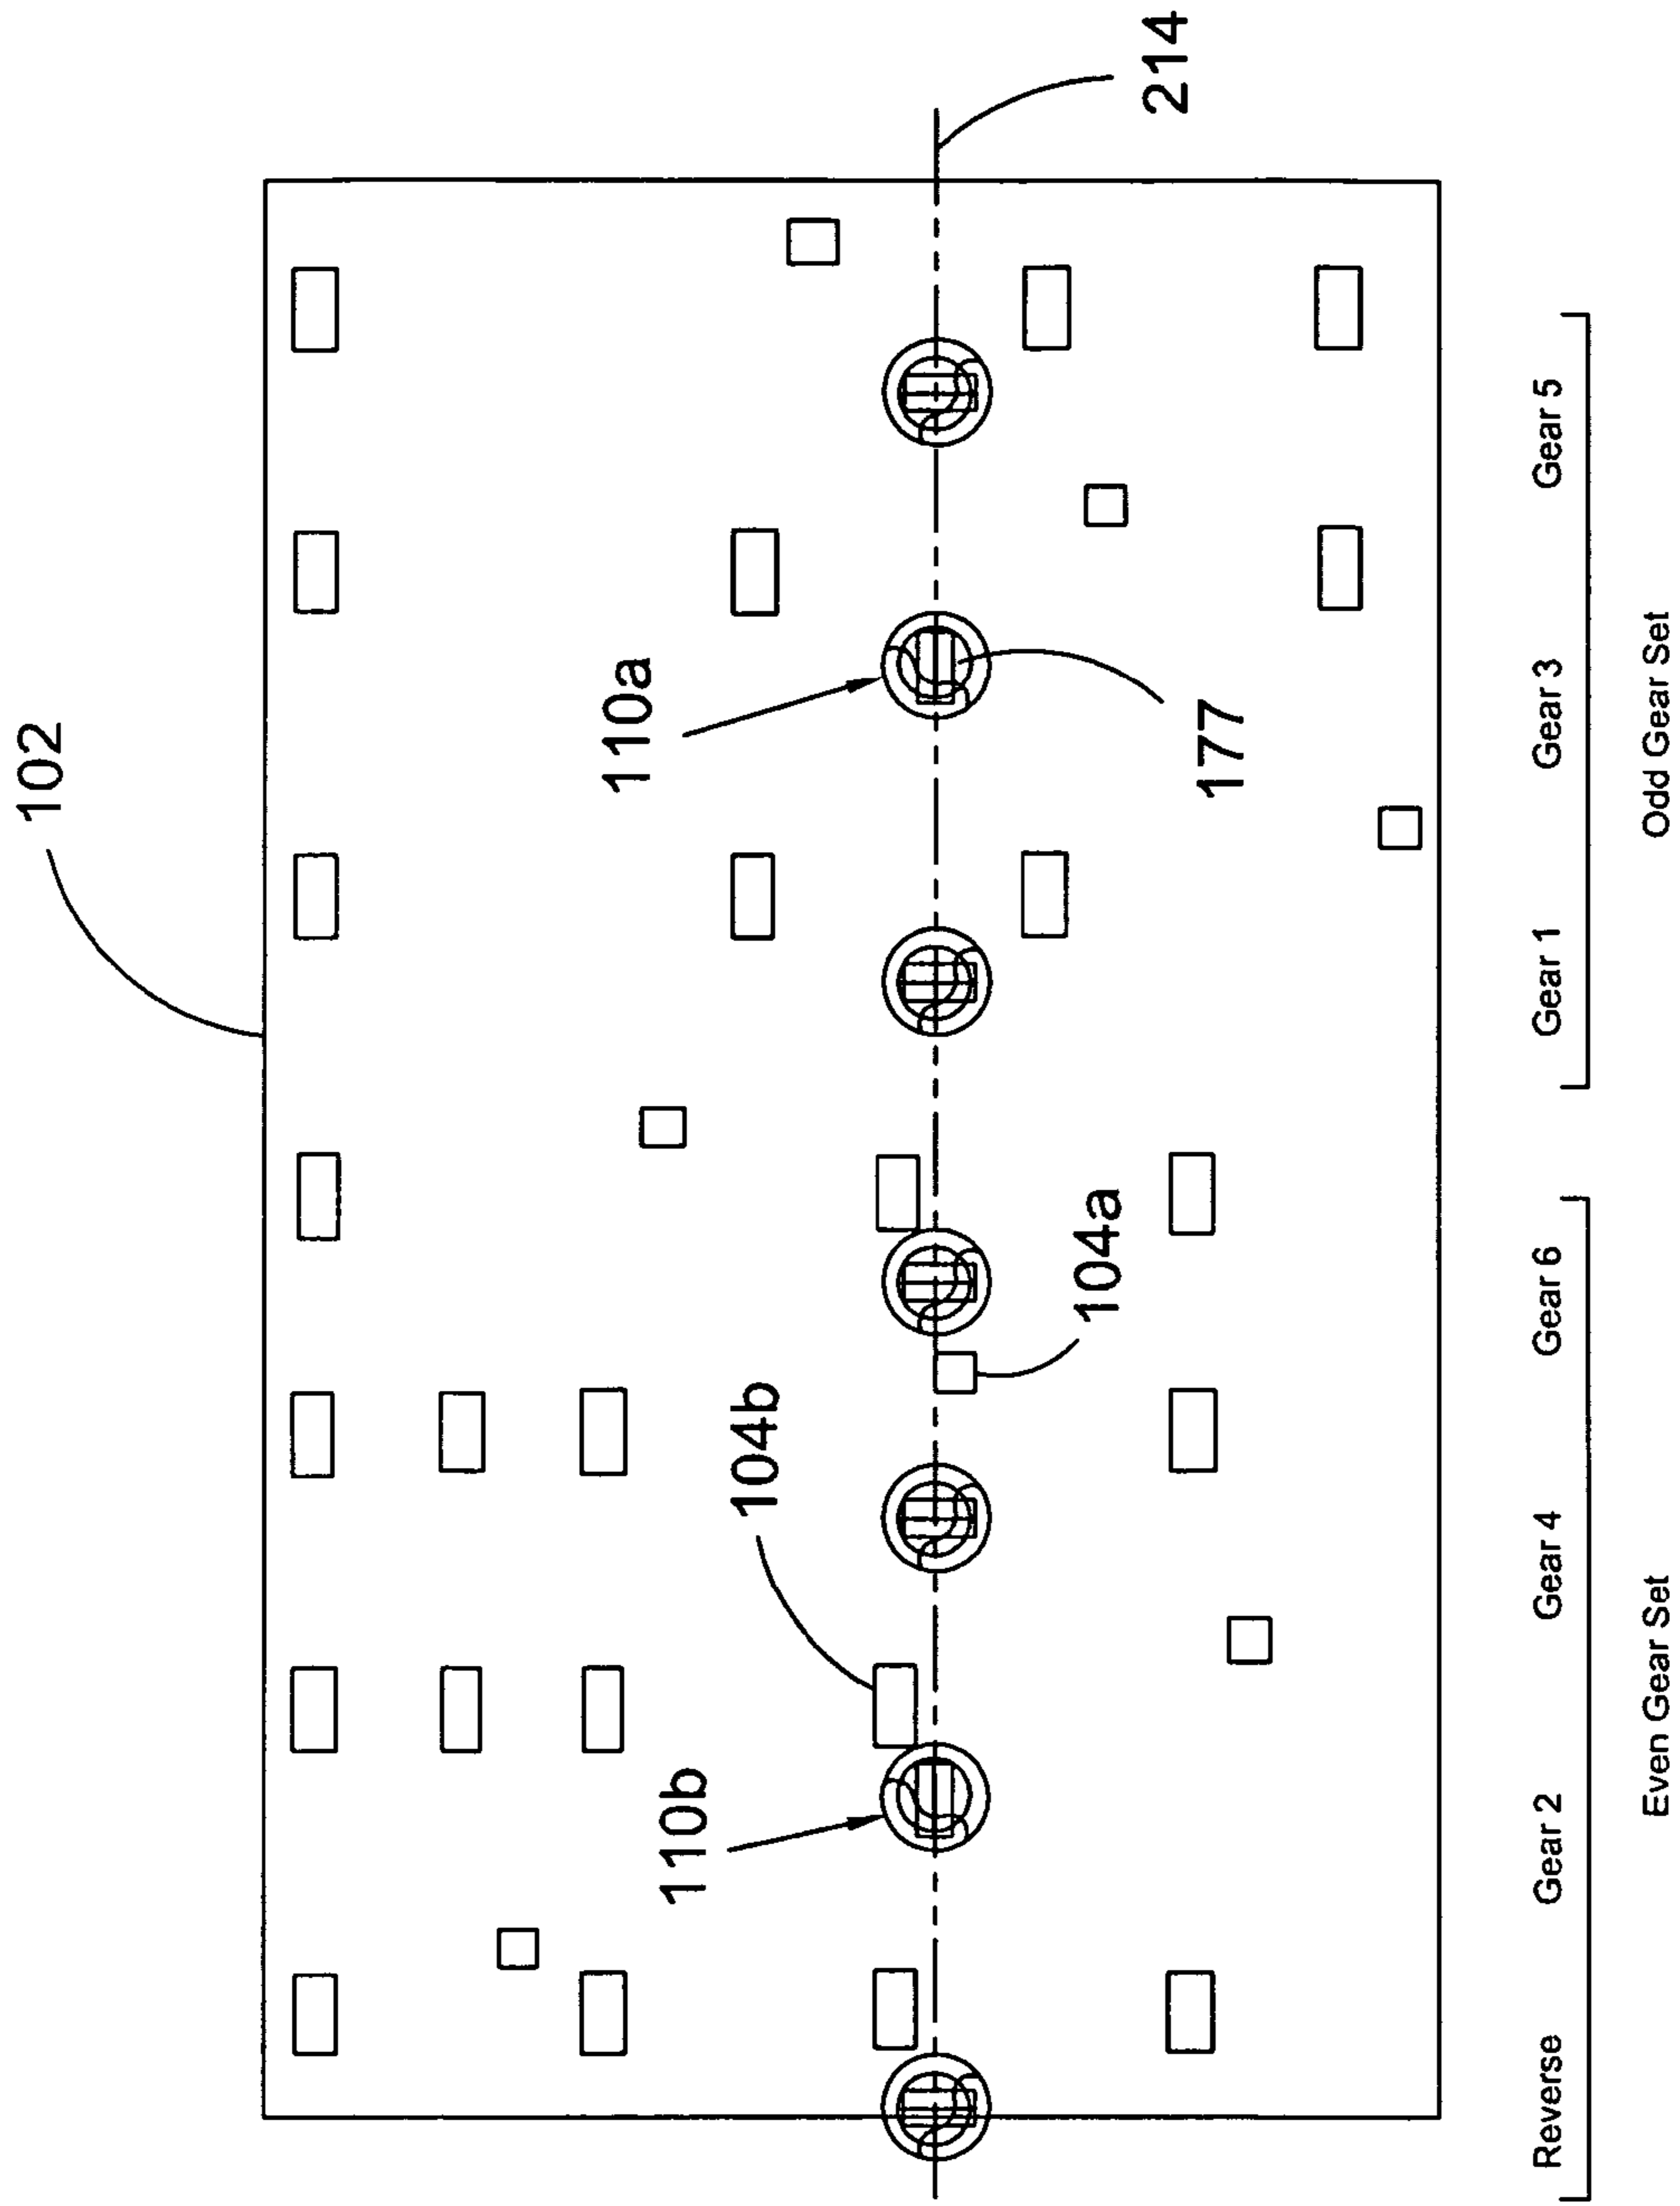 102
214
110a
177
104a
104b
110b
Reverse
Gear 2
Gear 4
Gear 6
Gear 1
Gear 3
Gear 5
Even Gear Set
Odd Gear Set